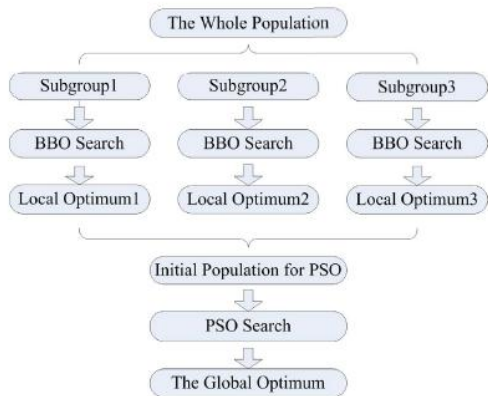 The Whole Population
Subgroup1
Subgroup2
Subgroup3
BBO Search
BBO Search
BBO Search
Local Optimum1
Local Optimum2
Local Optimum3
Initial Population for PSO
PSO Search
The Global Optimum